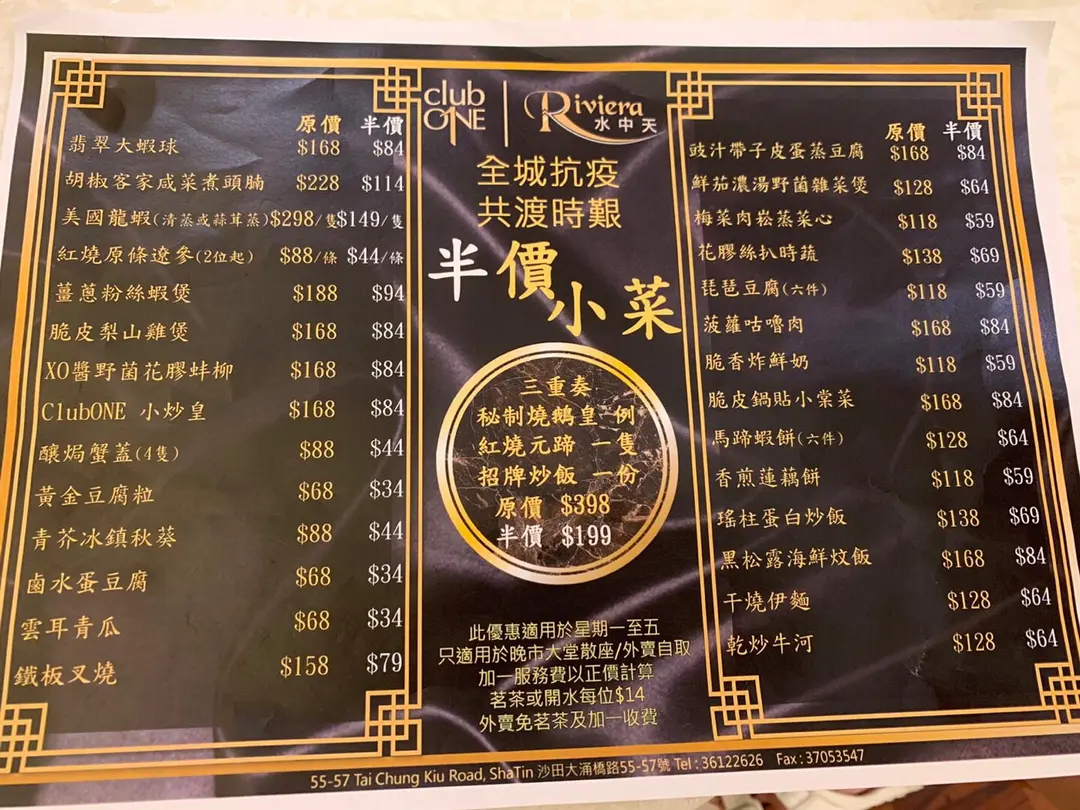 原價 半價
翡翠大蝦球 $168 $84
胡椒客家咸菜煮頭腩 $228 $114
美國龍蝦(清蒸或蒜茸蒸) $298/隻 $149/隻
紅燒原條遼參(2位起) $88/條 $44/條
薑蔥粉絲蝦煲 $188 $94
脆皮梨山雞煲 $168 $84
XO醬野菌花膠蚌柳 $168 $84
ClubONE 小炒皇 $168 $84
釀焗蟹蓋(4隻) $88 $44
黃金豆腐粒 $68 $34
青芥冰鎮秋葵 $88 $44
鹵水蛋豆腐 $68 $34
雲耳青瓜 $68 $34
鐵板叉燒 $158 $79
club ONE
Riviera
水中天
全城抗疫
共渡時艱
半價小菜
三重奏
秘制燒鵝皇 例
紅燒元蹄 一隻
招牌炒飯 一份
原價 $398
半價 $199
此優惠適用於星期一至五
只適用於晚市大堂散座/外賣自取
加一服務費以正價計算
茗茶或開水每位$14
外賣免茗茶及加一收費
原價 半價
豉汁帶子皮蛋蒸豆腐 $168 $84
鮮茄濃湯野菌雜菜煲 $128 $64
梅菜肉崧蒸菜心 $118 $59
花膠絲扒時蔬 $138 $69
琵琶豆腐(六件) $118 $59
菠蘿咕嚕肉 $168 $84
脆香炸鮮奶 $118 $59
脆皮鍋貼小棠菜 $168 $84
馬蹄蝦餅(六件) $128 $64
香煎蓮藕餅 $118 $59
瑤柱蛋白炒飯 $138 $69
黑松露海鮮炆飯 $168 $84
干燒伊麵 $128 $64
乾炒牛河 $128 $64
55-57 Tai Chung Kiu Road, ShaTin 沙田大涌橋路55-57號 Tel : 36122626 Fax : 37053547